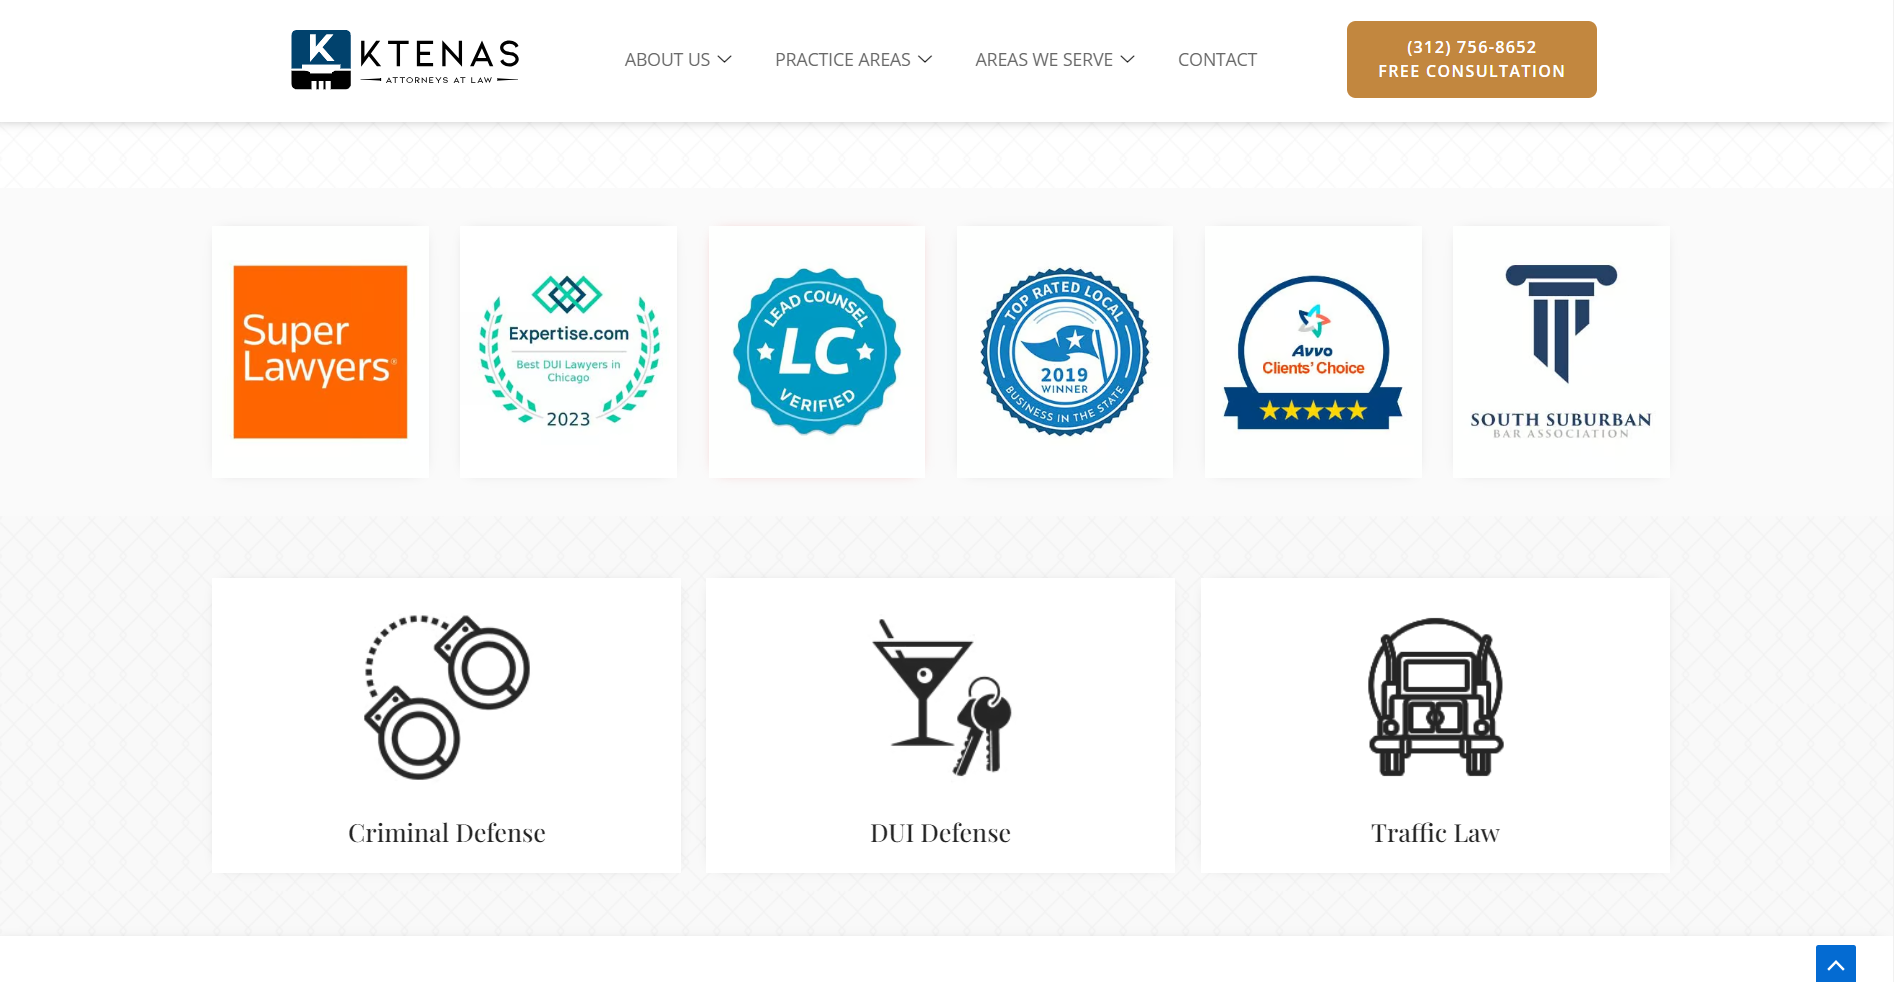 K KTENAS
ATTORNEYS AT LAW
ABOUT US
PRACTICE AREAS
AREAS WE SERVE
CONTACT
(312) 756-8652
FREE CONSULTATION
Super
Lawyers®
Expertise.com
Best DUI Lawyers in
Chicago
2023
LEAD COUNSEL
LC
VERIFIED
TOP RATED LOCAL
2019
WINNER
BUSINESS IN THE STATE
Avvo
Clients' Choice
SOUTH SUBURBAN
BAR ASSOCIATION
Criminal Defense
DUI Defense
Traffic Law